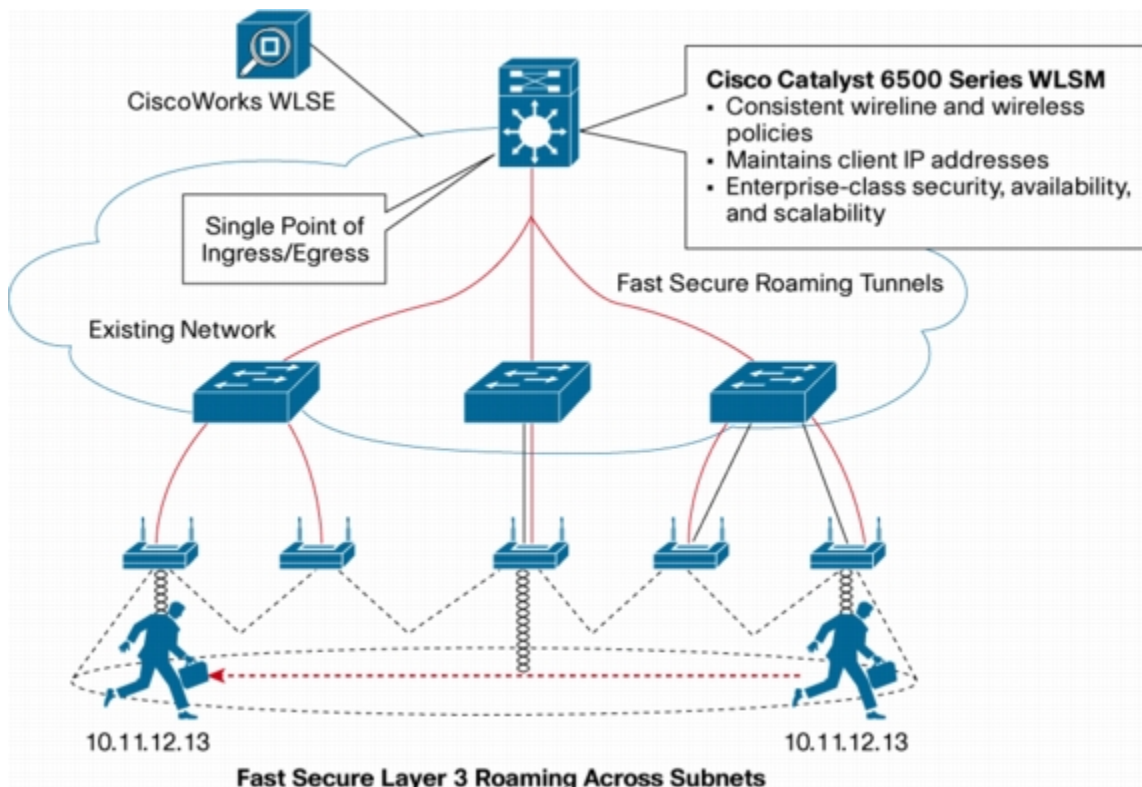 CiscoWorks WLSE
Cisco Catalyst 6500 Series WLSM
▪ Consistent wireline and wireless
policies
▪ Maintains client IP addresses
▪ Enterprise-class security, availability,
and scalability
Single Point of
Ingress/Egress
Fast Secure Roaming Tunnels
Existing Network
10.11.12.13
10.11.12.13
Fast Secure Layer 3 Roaming Across Subnets